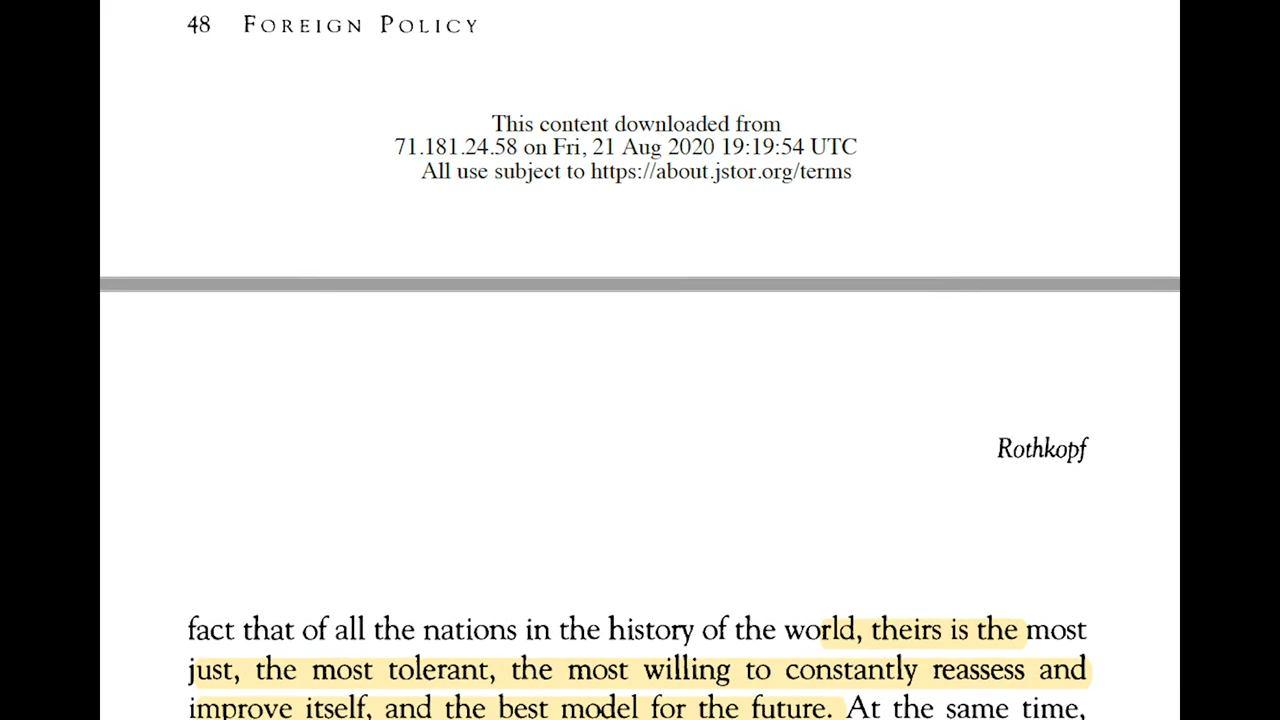 48 FOREIGN POLICY
This content downloaded from
71.181.24.58 on Fri, 21 Aug 2020 19:19:54 UTC
All use subject to https://about.jstor.org/terms
Rothkopf
fact that of all the nations in the history of the world, theirs is the most
just, the most tolerant, the most willing to constantly reassess and
improve itself, and the best model for the future. At the same time,